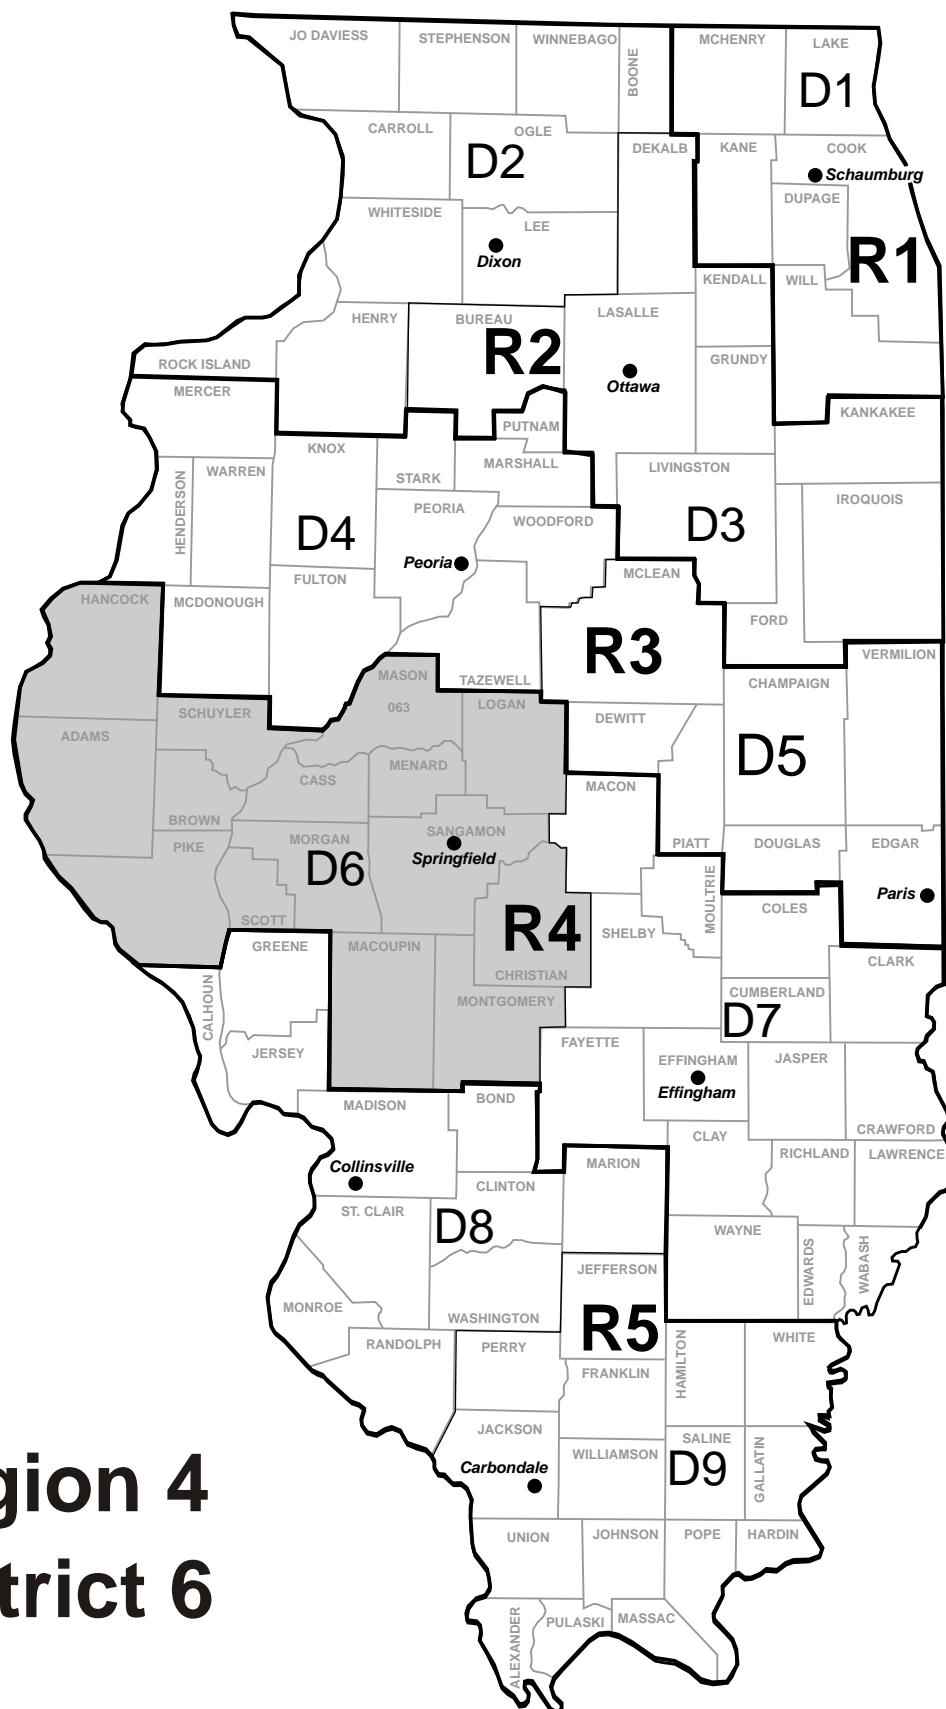 JO DAVIESS
STEPHENSON
WINNEBAGO
BOONE
MCHENRY
LAKE
D1
CARROLL
OGLE
D2
DEKALB
KANE
COOK
Schaumburg
DUPAGE
WHITESIDE
LEE
Dixon
R1
KENDALL
WILL
HENRY
BUREAU
LASALLE
R2
ROCK ISLAND
GRUNDY
Ottawa
MERCER
KANKAKEE
PUTNAM
KNOX
MARSHALL
STARK
WARREN
HENDERSON
LIVINGSTON
IROQUOIS
PEORIA
WOODFORD
D4
D3
Peoria
FULTON
MCLEAN
HANCOCK
MCDONOUGH
FORD
R3
VERMILION
MASON
TAZEWELL
CHAMPAIGN
063
LOGAN
SCHUYLER
DEWITT
ADAMS
D5
MENARD
CASS
MACON
BROWN
SANGAMON
MORGAN
PIKE
PIATT
DOUGLAS
EDGAR
Springfield
D6
Paris
MOULTRIE
COLES
SCOTT
R4
SHELBY
GREENE
MACOUPIN
CLARK
CHRISTIAN
CALHOUN
MONTGOMERY
CUMBERLAND
D7
FAYETTE
JERSEY
EFFINGHAM
JASPER
Effingham
MADISON
BOND
CLAY
CRAWFORD
RICHLAND
LAWRENCE
Collinsville
MARION
CLINTON
ST. CLAIR
D8
WAYNE
EDWARDS
WABASH
JEFFERSON
MONROE
WASHINGTON
R5
RANDOLPH
PERRY
HAMILTON
WHITE
FRANKLIN
JACKSON
SALINE
WILLIAMSON
GALLATIN
Carbondale
D9
gion 4
UNION
JOHNSON
POPE
HARDIN
trict 6
ALEXANDER
PULASKI
MASSAC